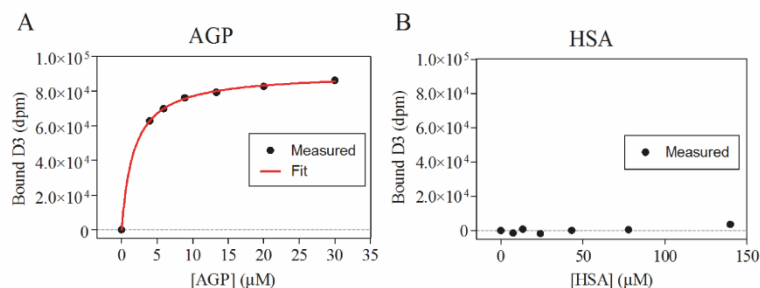 A
AGP
Bound D3 (dpm)
1.0×10⁵
8.0×10⁴
6.0×10⁴
4.0×10⁴
2.0×10⁴
0
Measured
Fit
0 5 10 15 20 25 30 35
[AGP] (µM)
B
HSA
Bound D3 (dpm)
1.0×10⁵
8.0×10⁴
6.0×10⁴
4.0×10⁴
2.0×10⁴
0
Measured
0 50 100 150
[HSA] (µM)